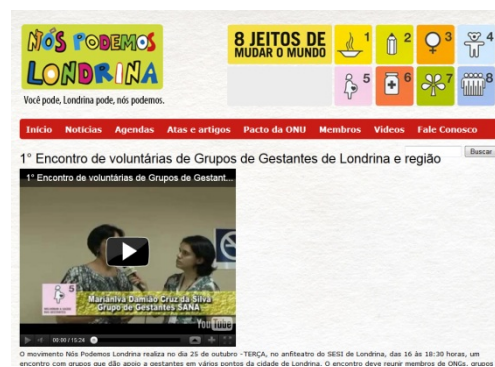 NÓS PODEMOS
LONDRINA
Você pode, Londrina pode, nós podemos.
8 JEITOS DE
MUDAR O MUNDO
1 2 3 4
5 6 7 8
Início Notícias Agendas Atas e artigos Pacto da ONU Membros Videos Fale Conosco
Buscar
1° Encontro de voluntárias de Grupos de Gestantes de Londrina e região
1° Encontro de voluntárias de Grupos de Gestant...
5
Marianiva Damião Cruz da Silva
Grupo de Gestantes SANA
YouTube
00:00 / 15:24
O movimento Nós Podemos Londrina realiza no dia 25 de outubro -TERÇA, no anfiteatro do SESI de Londrina, das 16 às 18:30 horas, um
encontro com grupos que dão apoio a gestantes em vários pontos da cidade de Londrina. O encontro deve reunir membros de ONGs, grupos